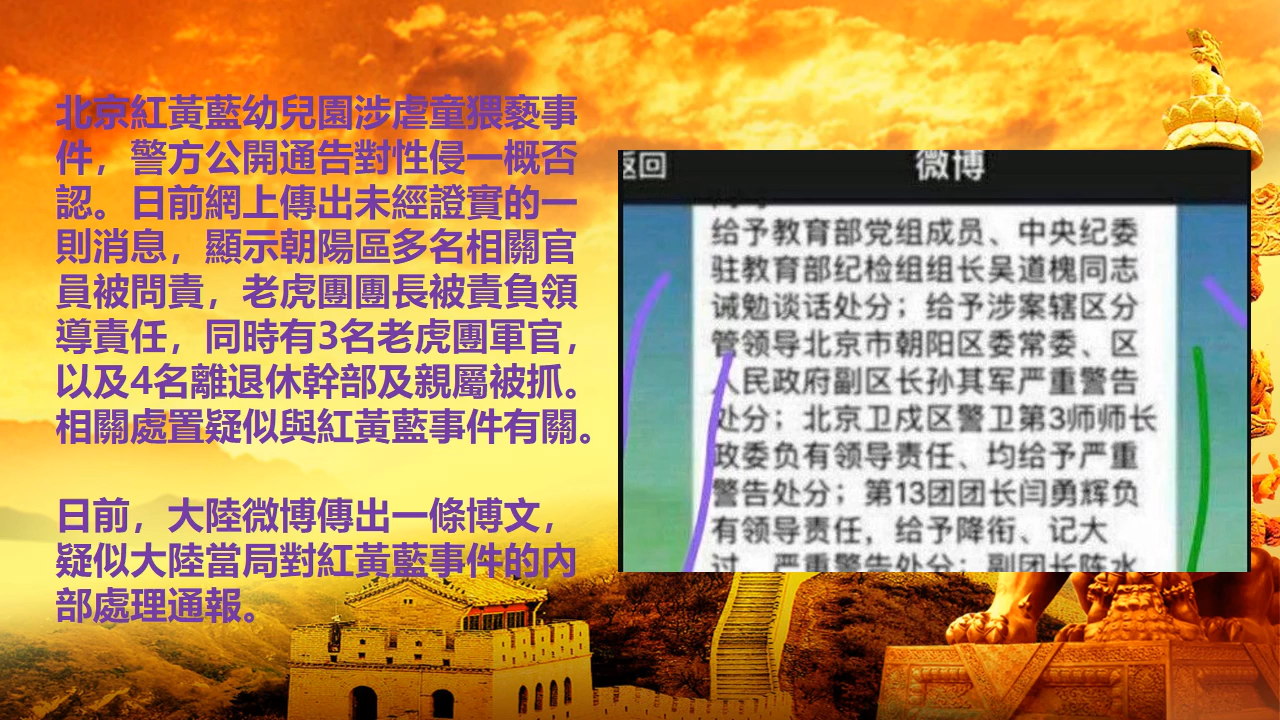 北京紅黃藍幼兒園涉虐童猥褻事
件，警方公開通告對性侵一概否
認。日前網上傳出未經證實的一
則消息，顯示朝陽區多名相關官
員被問責，老虎團團長被責負領
導責任，同時有3名老虎團軍官，
以及4名離退休幹部及親屬被抓。
相關處置疑似與紅黃藍事件有關。
日前，大陸微博傳出一條博文，
疑似大陸當局對紅黃藍事件的內
部處理通報。
返回
微博
给予教育部党组成员、中央纪委
驻教育部纪检组组长吴道槐同志
诫勉谈话处分；给予涉案辖区分
管领导北京市朝阳区委常委、区
人民政府副区长孙其军严重警告
处分；北京卫戍区警卫第3师师长
政委负有领导责任、均给予严重
警告处分；第13团团长闫勇辉负
有领导责任，给予降衔、记大
过、严重警告处分；副团长陈水